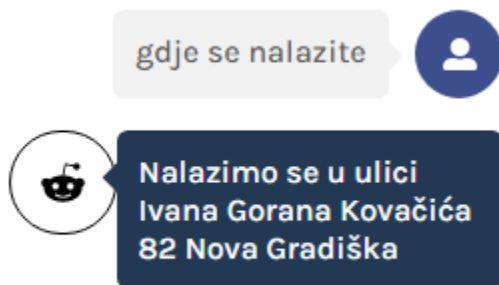 gdje se nalazite
Nalazimo se u ulici
Ivana Gorana Kovačića
82 Nova Gradiška